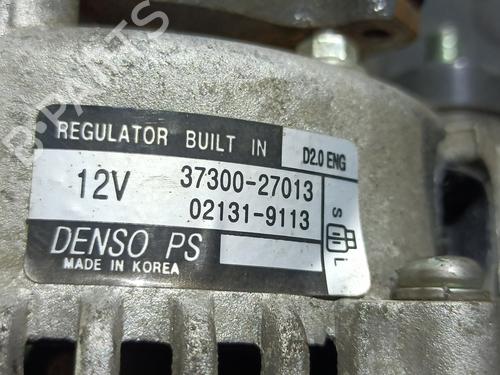 B-PARTS
REGULATOR BUILT IN D2.0 ENG
12V 37300-27013
02131-9113
S
L
DENSO PS
MADE IN KOREA